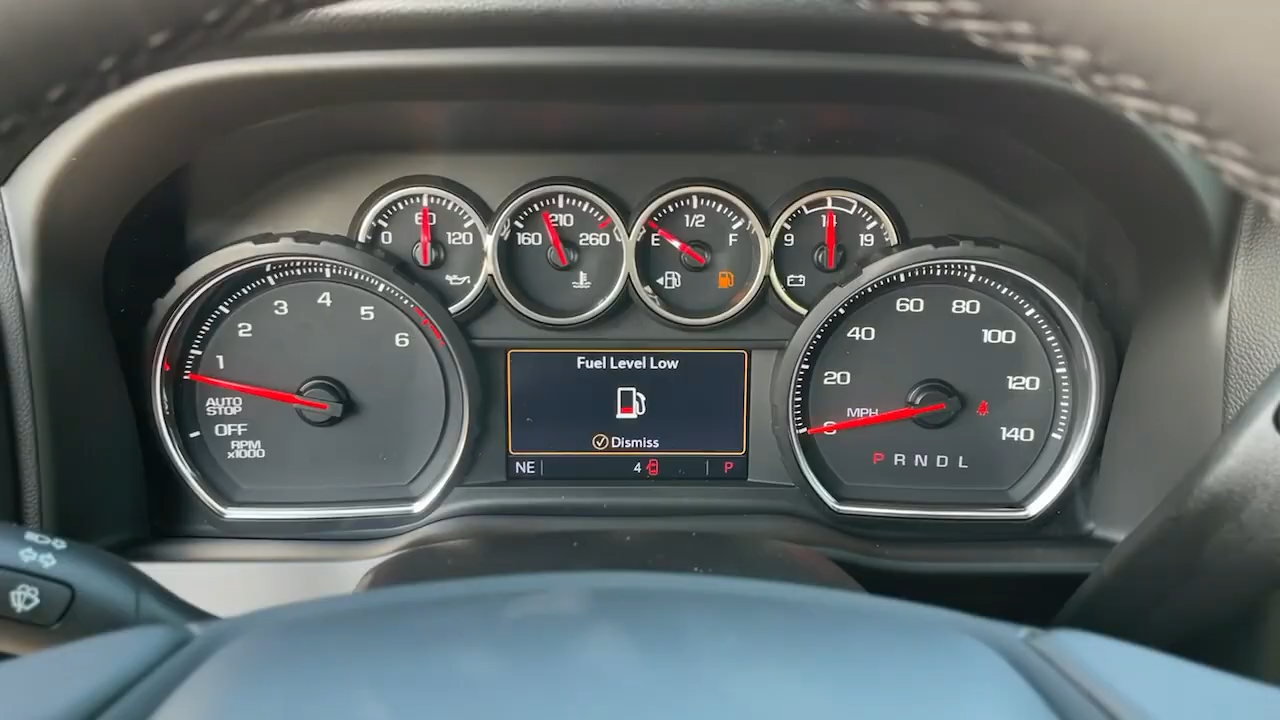 60
0 120
210
160 260
1/2
E F
14
9 19
1
2
3
4
5
6
AUTO
STOP
OFF
RPM
x1000
Fuel Level Low
Dismiss
NE 4 P
20
40
60
80
100
120
140
MPH
P R N D L